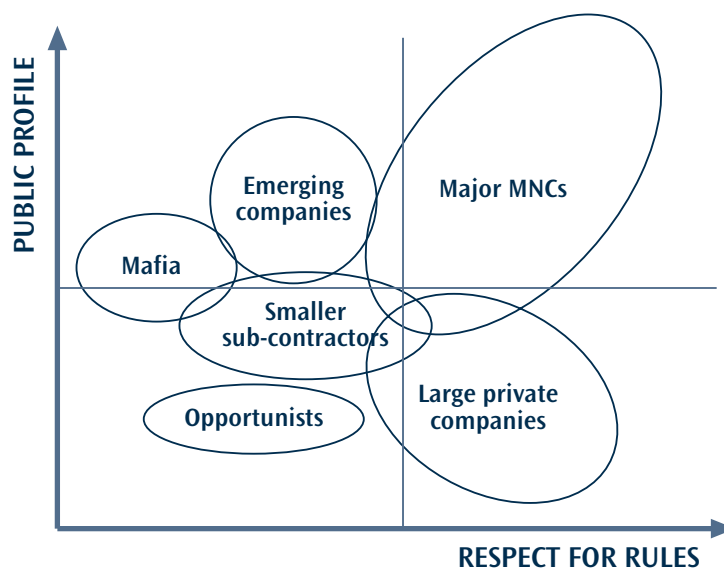 PUBLIC PROFILE
Emerging
companies
Major MNCs
Mafia
Smaller
sub-contractors
Large private
companies
Opportunists
RESPECT FOR RULES